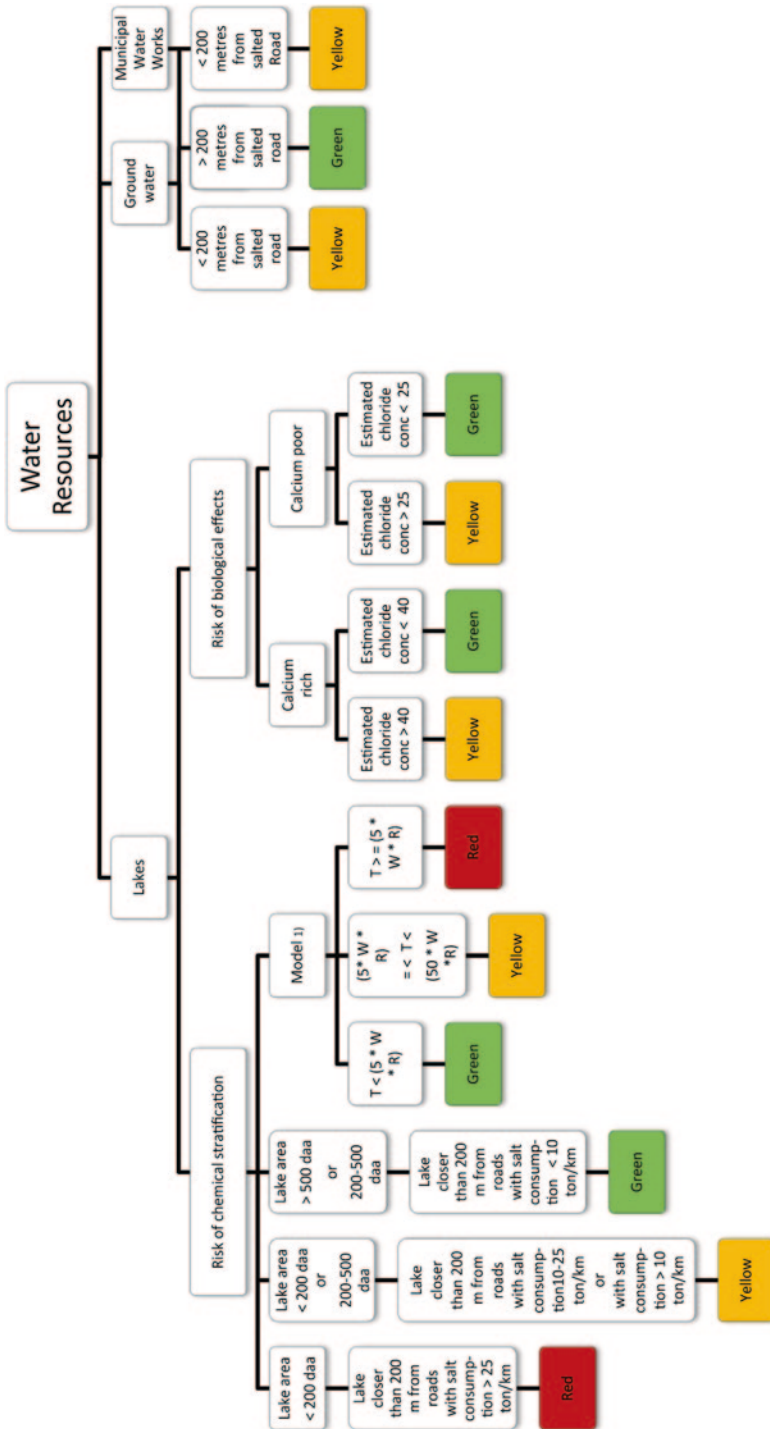 Water
Resources
Lakes
Ground
water
Municipal
Water
Works
Risk of chemical stratification
Risk of biological effects
< 200
metres
from
salted
road
> 200
metres
from
salted
road
< 200
metres
from
salted
Road
Yellow
Green
Yellow
Lake area
< 200 daa
Lake area
< 200 daa
or
200-500
daa
Lake area
> 500 daa
or
200-500
daa
Model 1)
Calcium
rich
Calcium poor
Lake
closer
than 200
m from
roads
with salt
consump-
tion > 25
ton/km
Lake
closer
than 200
m from
roads
with salt
consump-
tion10-25
ton/km
or
with salt
consump-
tion > 10
ton/km
Lake
closer
than 200
m from
roads
with salt
consump-
tion < 10
ton/km
T < (5 * W
* R)
(5* W *
R)
= < T <
(50 * W
*R)
T > = (5 *
W * R)
Estimated
chloride
conc > 40
Estimated
chloride
conc < 40
Estimated
chloride
conc > 25
Estimated
chloride
conc < 25
Red
Yellow
Green
Green
Yellow
Red
Yellow
Green
Yellow
Green